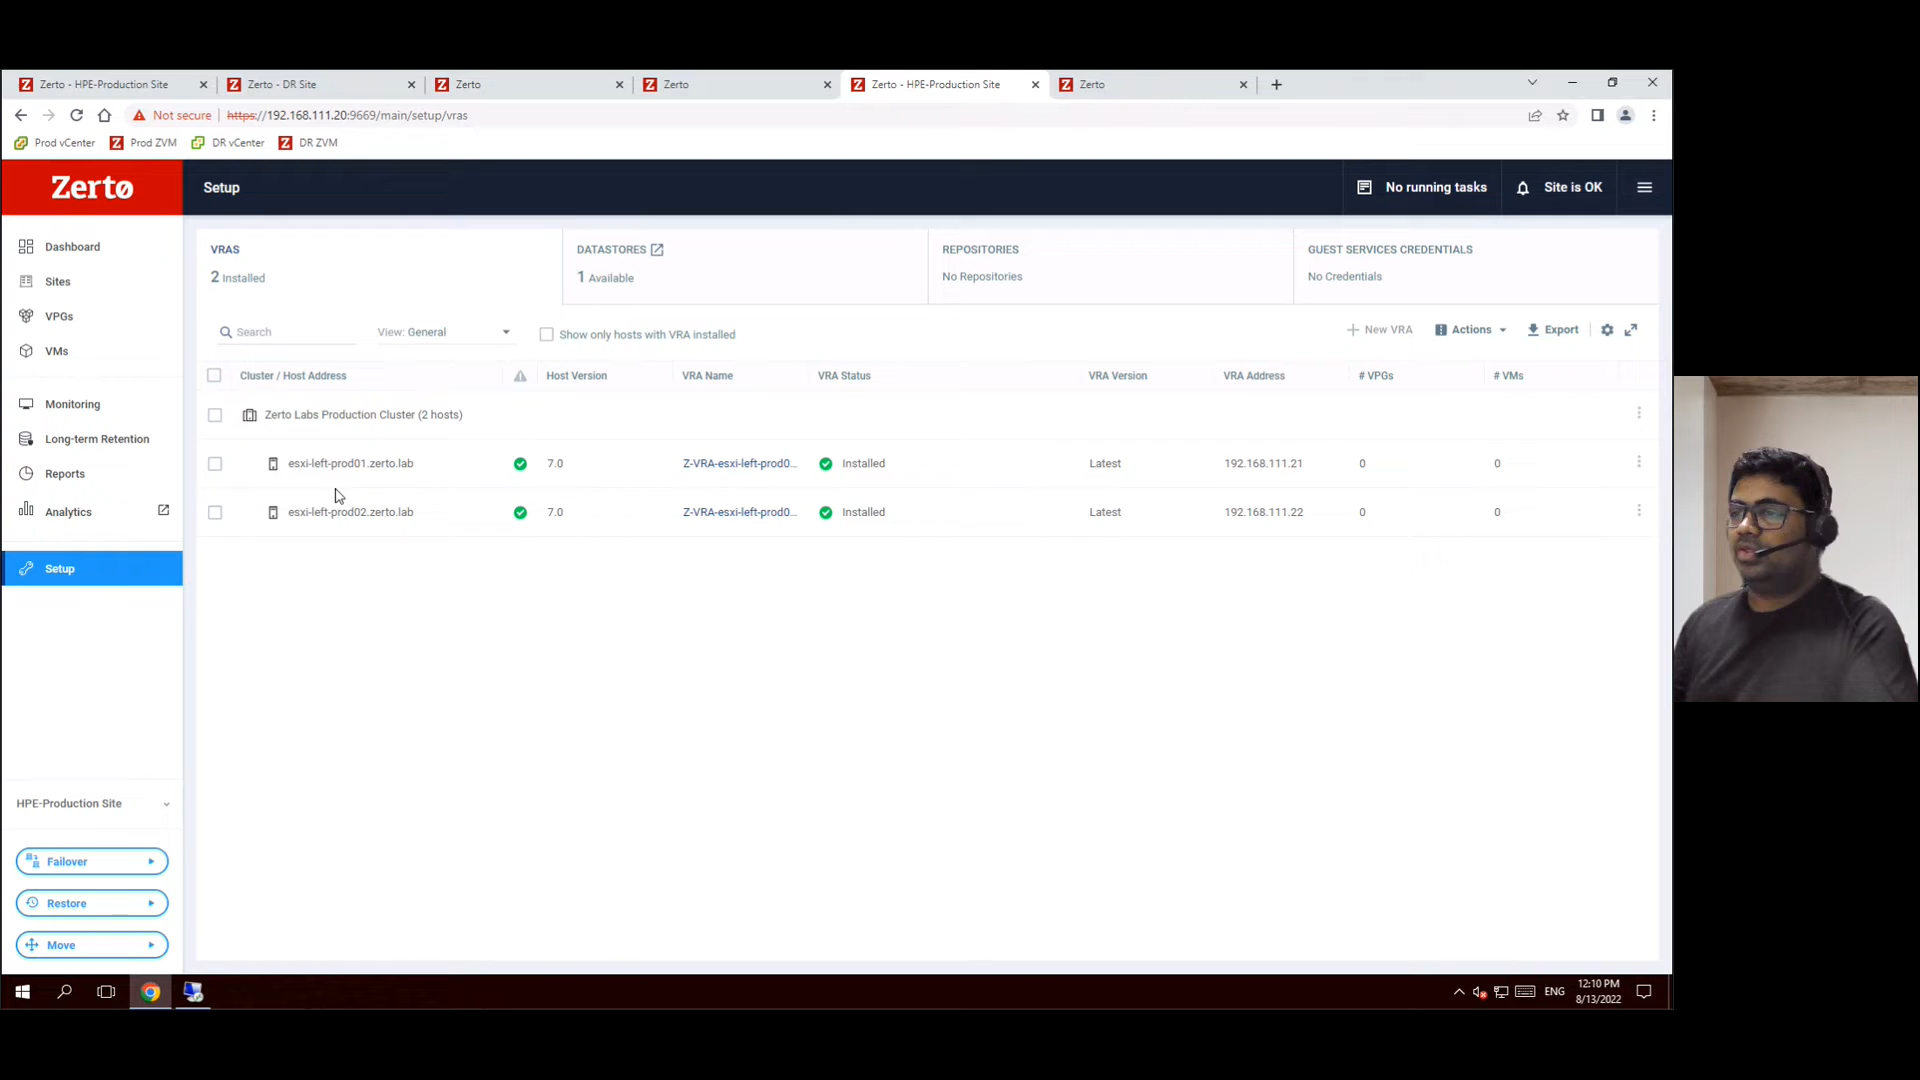 Zerto - HPE-Production Site
Zerto - DR Site
Zerto
Zerto
Zerto - HPE-Production Site
Zerto
Not secure
https://192.168.111.20:9669/main/setup/vras
Prod vCenter
Prod ZVM
DR vCenter
DR ZVM
Zerto
Setup
No running tasks
Site is OK
Dashboard
Sites
VPGs
VMs
Monitoring
Long-term Retention
Reports
Analytics
Setup
HPE-Production Site
Failover
Restore
Move
VRAS
2 Installed
DATASTORES
1 Available
REPOSITORIES
No Repositories
GUEST SERVICES CREDENTIALS
No Credentials
Search
View: General
Show only hosts with VRA installed
New VRA
Actions
Export
Cluster / Host Address Host Version VRA Name VRA Status VRA Version VRA Address # VPGs # VMs
Zerto Labs Production Cluster (2 hosts)
esxi-left-prod01.zerto.lab 7.0 Z-VRA-esxi-left-prod0... Installed Latest 192.168.111.21 0 0
esxi-left-prod02.zerto.lab 7.0 Z-VRA-esxi-left-prod0... Installed Latest 192.168.111.22 0 0
ENG
12:10 PM
8/13/2022